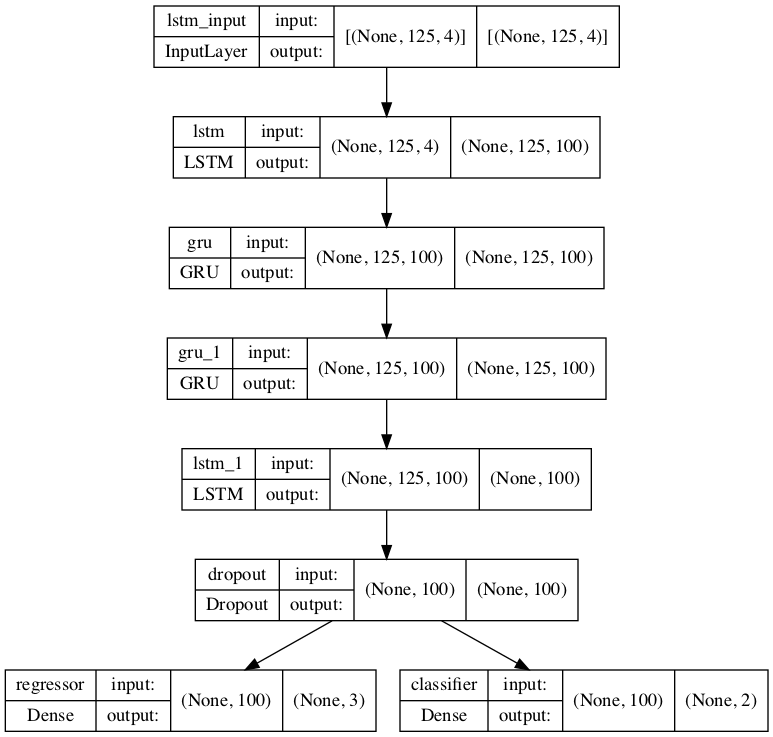 lstm_input input: [(None, 125, 4)] [(None, 125, 4)]
InputLayer output:
lstm input: (None, 125, 4) (None, 125, 100)
LSTM output:
gru input: (None, 125, 100) (None, 125, 100)
GRU output:
gru_1 input: (None, 125, 100) (None, 125, 100)
GRU output:
lstm_1 input: (None, 125, 100) (None, 100)
LSTM output:
dropout input: (None, 100) (None, 100)
Dropout output:
regressor input: (None, 100) (None, 3)
Dense output:
classifier input: (None, 100) (None, 2)
Dense output: